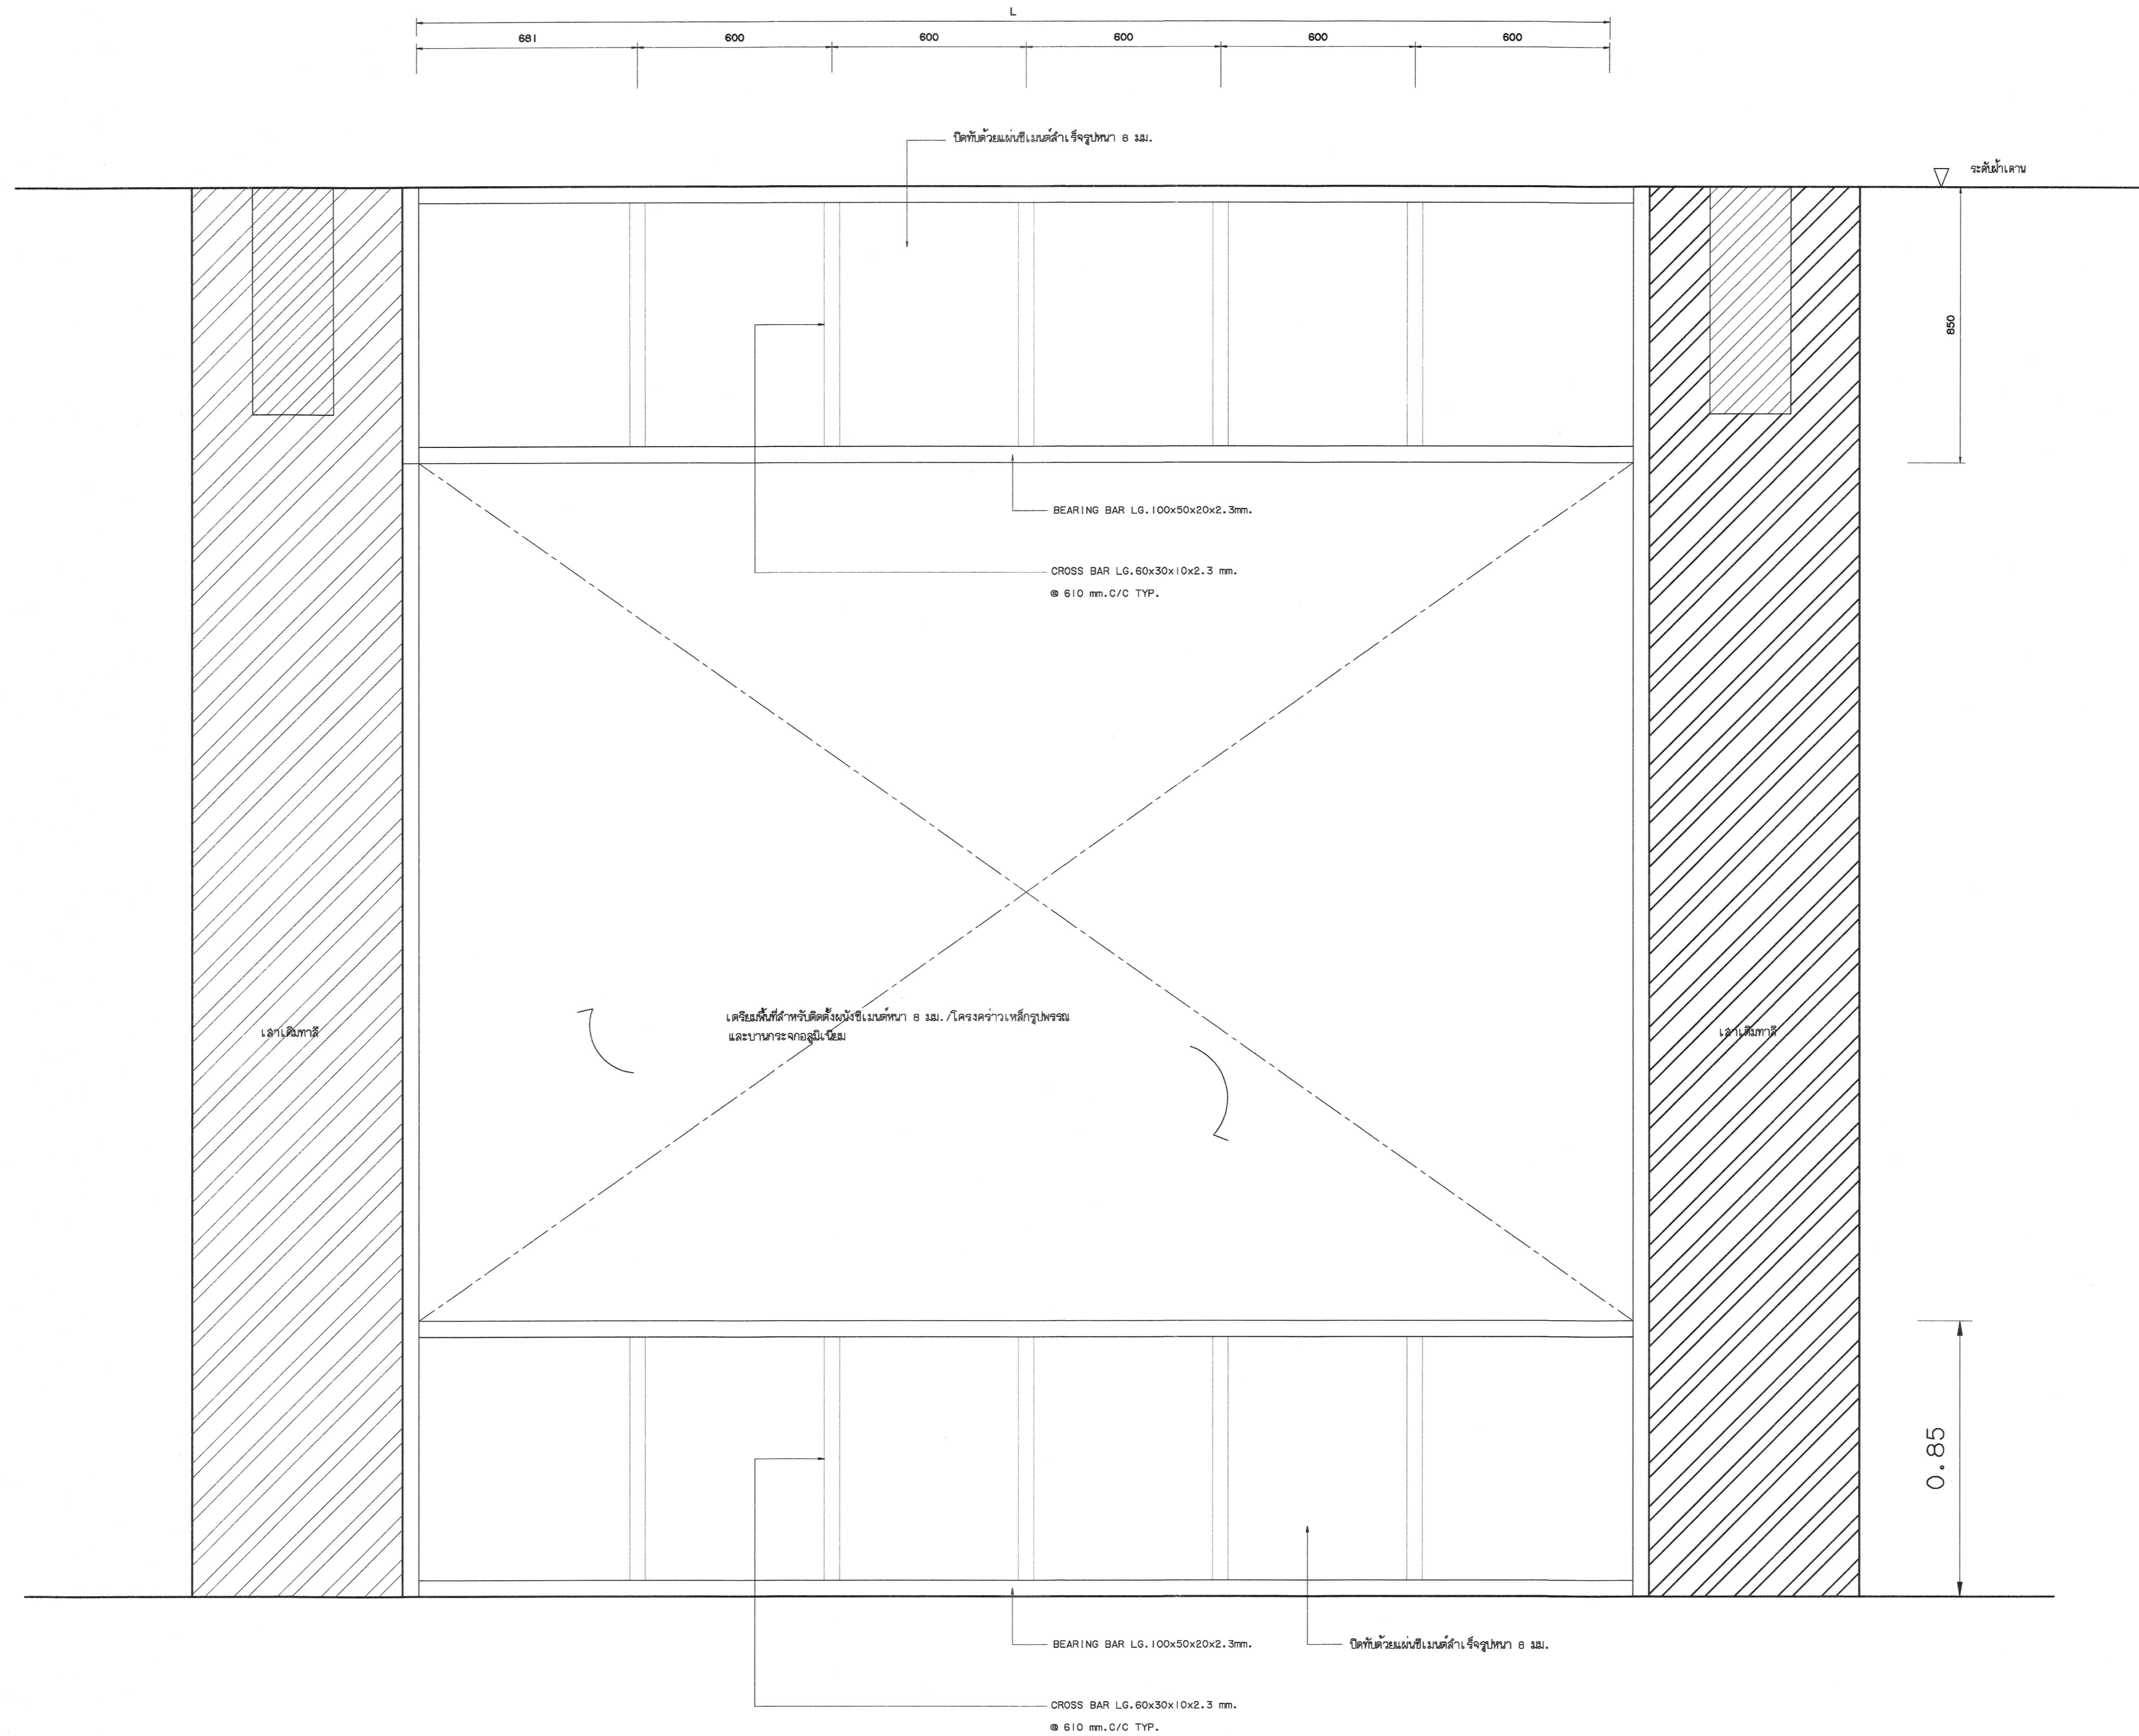 L
681 600 600 600 600 600
ปิดทับด้วยแผ่นซีเมนต์สำเร็จรูปหนา 8 มม.
ระดับฝ้าเดาน
850
BEARING BAR LG.100x50x20x2.3mm.
CROSS BAR LG.60x30x10x2.3 mm.
@ 610 mm.C/C TYP.
เตรียมพื้นที่สำหรับติดตั้งผนังซีเมนต์หนา 8 มม./โครงคร่าวเหล็กรูปพรรณ
และบานกระจกอลูมิเนียม
เสาเดิมทาสี
เสาเดิมทาสี
0.85
BEARING BAR LG.100x50x20x2.3mm.
ปิดทับด้วยแผ่นซีเมนต์สำเร็จรูปหนา 8 มม.
CROSS BAR LG.60x30x10x2.3 mm.
@ 610 mm.C/C TYP.